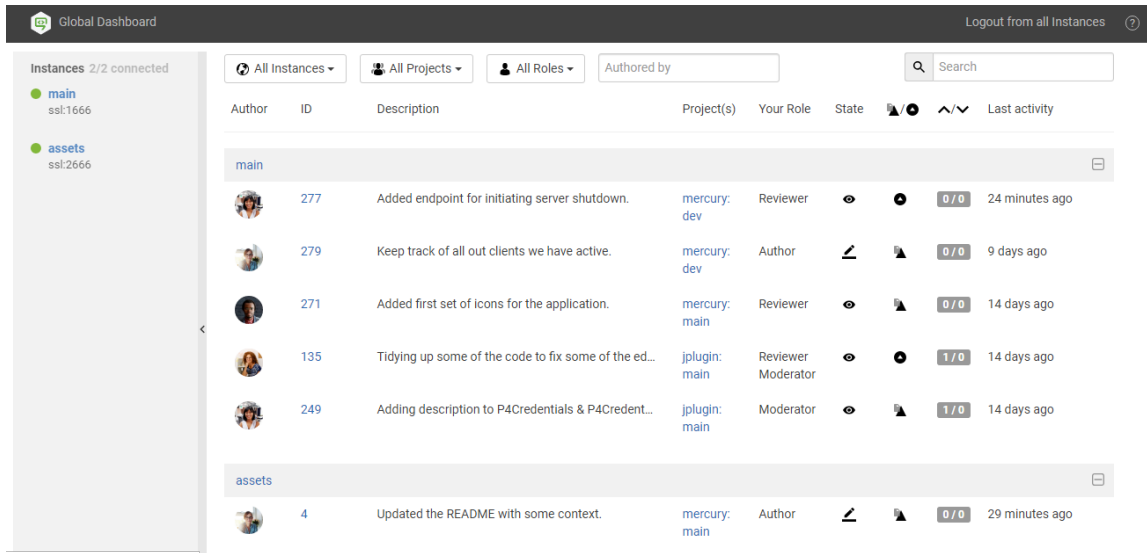 Global Dashboard Logout from all Instances ?
Instances 2/2 connected
main
ssl:1666
assets
ssl:2666
All Instances All Projects All Roles Authored by Search
Author ID Description Project(s) Your Role State / / Last activity
main
277 Added endpoint for initiating server shutdown. mercury: Reviewer 0 / 0 24 minutes ago
dev
279 Keep track of all out clients we have active. mercury: Author 0 / 0 9 days ago
dev
271 Added first set of icons for the application. mercury: Reviewer 0 / 0 14 days ago
main
135 Tidying up some of the code to fix some of the ed... jplugin: Reviewer 1 / 0 14 days ago
main Moderator
249 Adding description to P4Credentials & P4Credent... jplugin: Moderator 1 / 0 14 days ago
main
assets
4 Updated the README with some context. mercury: Author 0 / 0 29 minutes ago
main